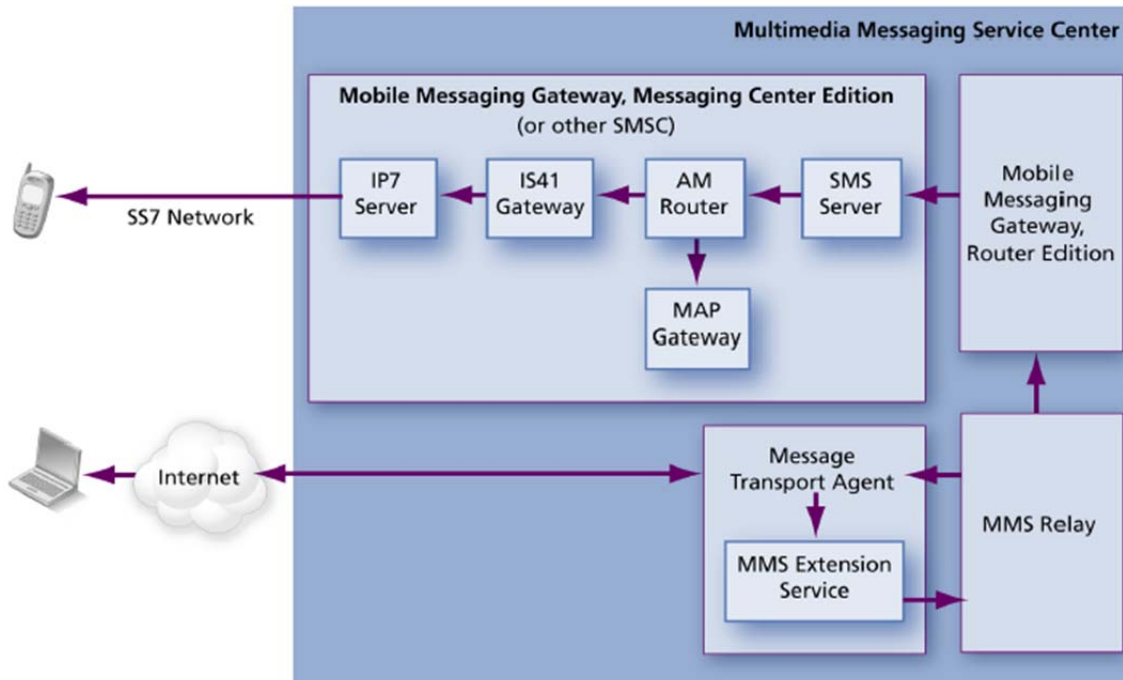 Multimedia Messaging Service Center
Mobile Messaging Gateway, Messaging Center Edition
(or other SMSC)
IP7
Server
IS41
Gateway
AM
Router
SMS
Server
Mobile
Messaging
Gateway,
Router Edition
SS7 Network
MAP
Gateway
Internet
Message
Transport Agent
MMS Extension
Service
MMS Relay